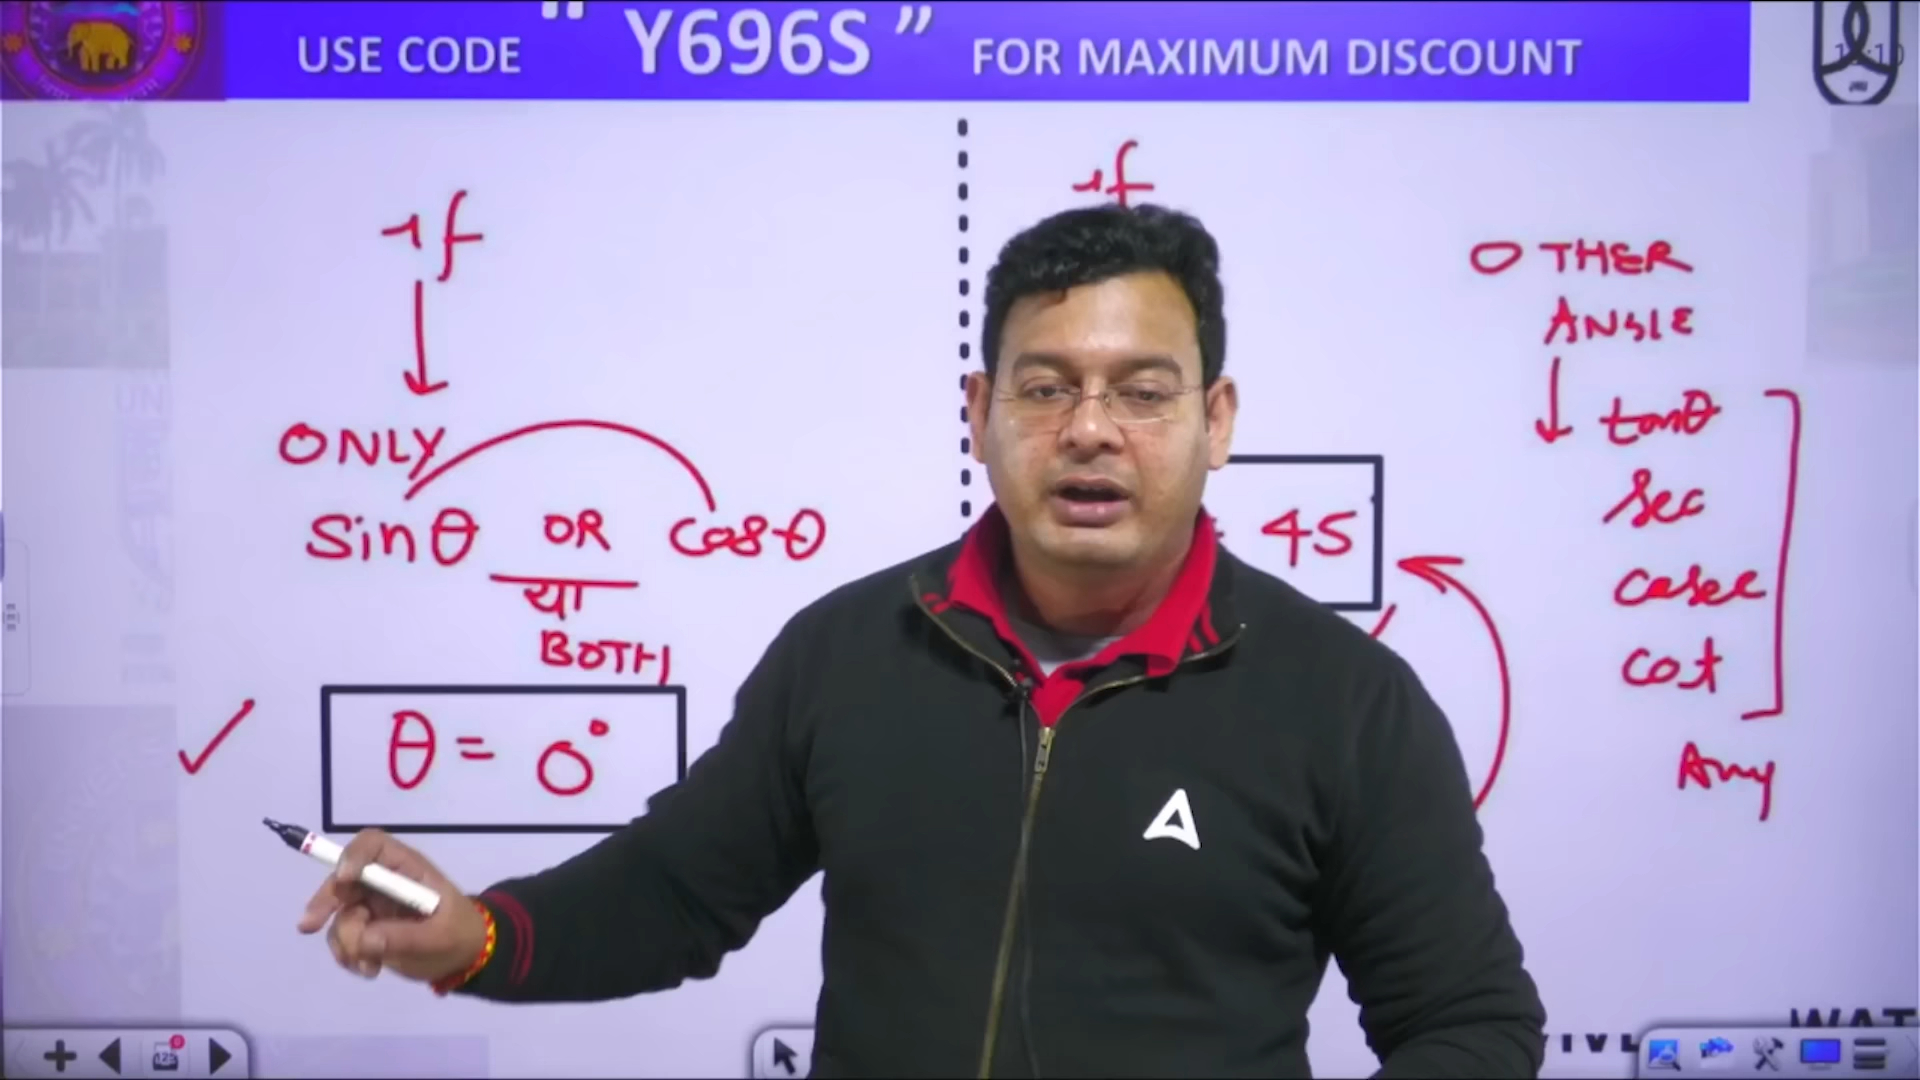 USE CODE " Y696S " FOR MAXIMUM DISCOUNT
if
ONLY
sinθ OR cosθ
या
BOTH
θ = 0°
if
= 45
OTHER
ANGLE
tanθ
sec
cosec
cot
Any